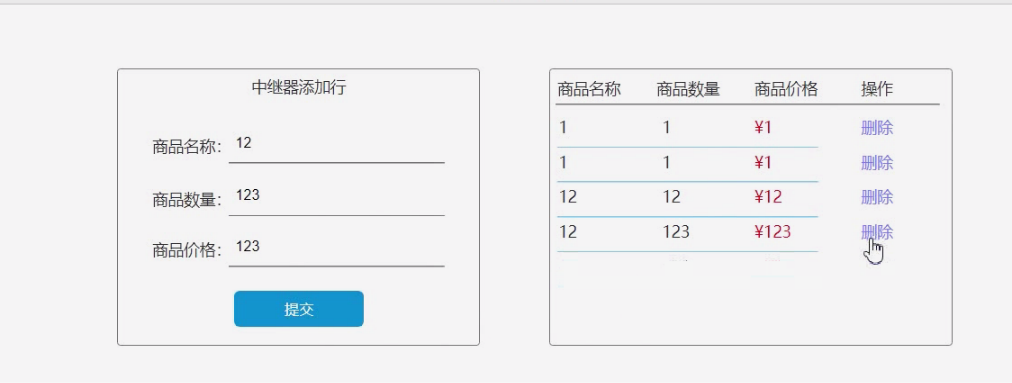 中继器添加行
商品名称： 12
商品数量： 123
商品价格： 123
提交
商品名称 商品数量 商品价格 操作
1 1 ¥1 删除
1 1 ¥1 删除
12 12 ¥12 删除
12 123 ¥123 删除